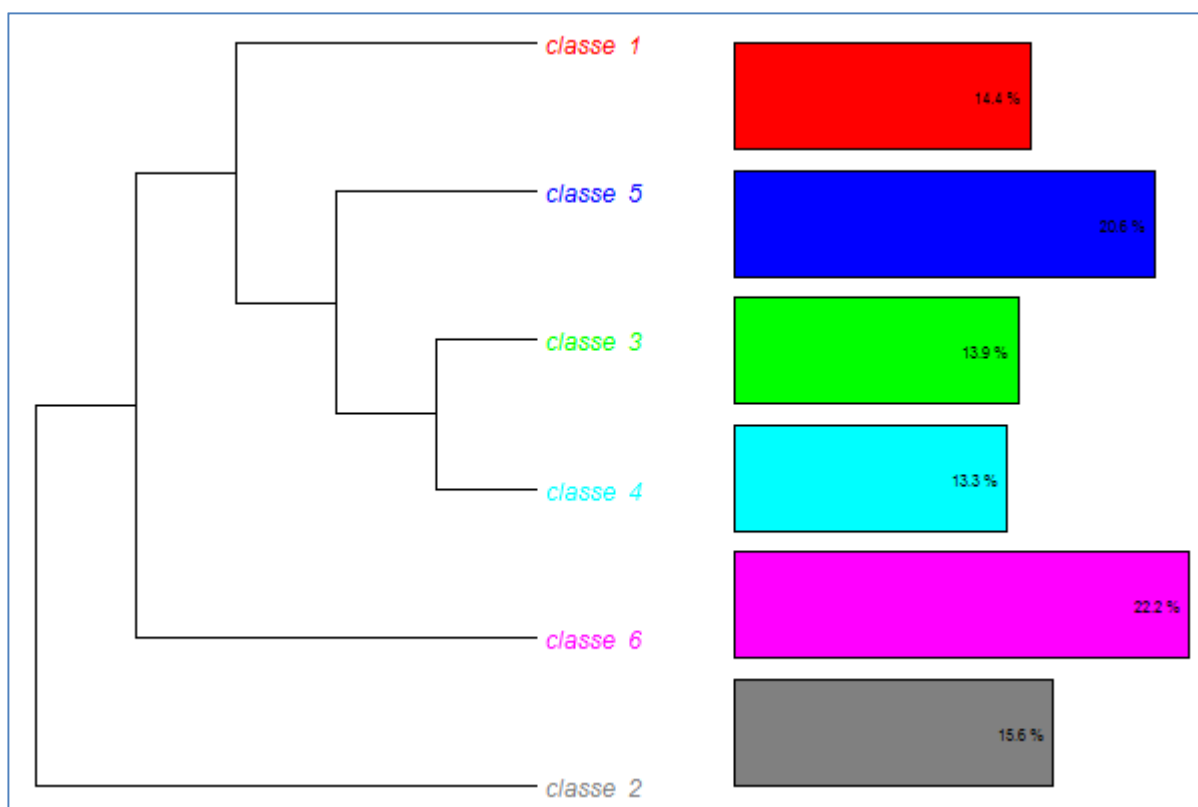 classe 1
14.4 %
classe 5
20.6 %
classe 3
13.9 %
classe 4
13.3 %
classe 6
22.2 %
15.6 %
classe 2